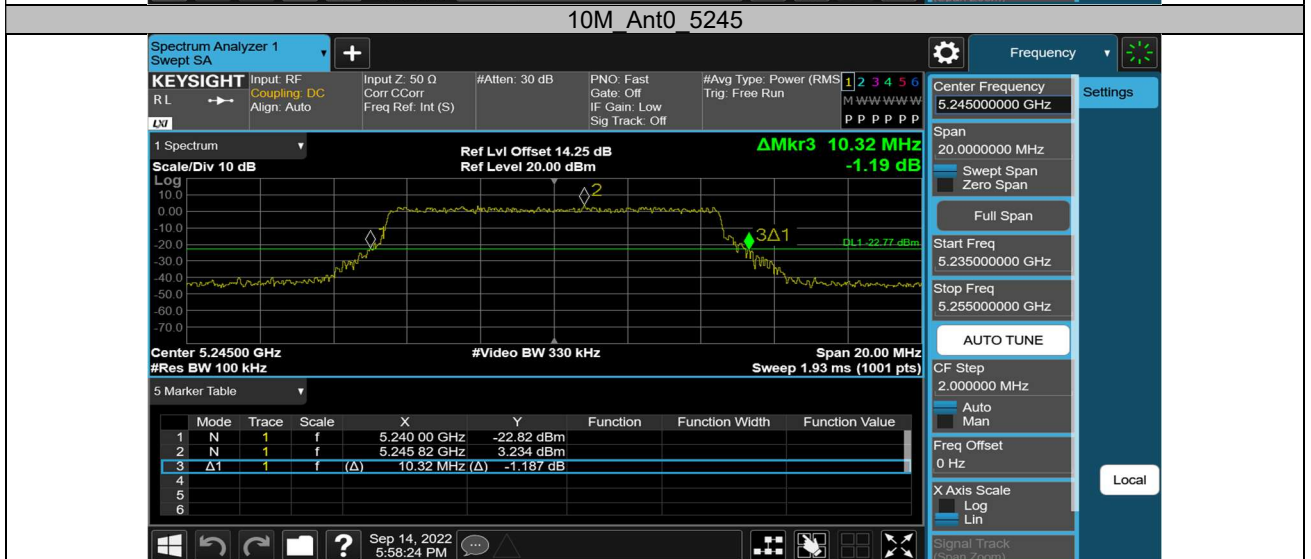 10M_Ant0_5245
Spectrum Analyzer 1
Swept SA
Frequency
KEYSIGHT
RL
LXI
Input: RF
Coupling: DC
Align: Auto
Input Z: 50 Ω
Corr CCorr
Freq Ref: Int (S)
#Atten: 30 dB
PNO: Fast
Gate: Off
IF Gain: Low
Sig Track: Off
#Avg Type: Power (RMS
Trig: Free Run
1 2 3 4 5 6
M W W W W W
P P P P P P
1 Spectrum
Scale/Div 10 dB
Ref Lvl Offset 14.25 dB
Ref Level 20.00 dBm
ΔMkr3 10.32 MHz
-1.19 dB
Log
10.0
0.00
-10.0
-20.0
-30.0
-40.0
-50.0
-60.0
-70.0
1
2
3Δ1
DL1 -22.77 dBm
Center 5.24500 GHz
#Video BW 330 kHz
Span 20.00 MHz
#Res BW 100 kHz
Sweep 1.93 ms (1001 pts)
5 Marker Table
Mode Trace Scale X Y Function Function Width Function Value
1 N 1 f 5.240 00 GHz -22.82 dBm
2 N 1 f 5.245 82 GHz 3.234 dBm
3 Δ1 1 f (Δ) 10.32 MHz (Δ) -1.187 dB
4
5
6
?
Sep 14, 2022
5:58:24 PM
Center Frequency
5.245000000 GHz
Settings
Span
20.0000000 MHz
Swept Span
Zero Span
Full Span
Start Freq
5.235000000 GHz
Stop Freq
5.255000000 GHz
AUTO TUNE
CF Step
2.000000 MHz
Auto
Man
Freq Offset
0 Hz
X Axis Scale
Log
Lin
Local
Signal Track
(Span Zoom)